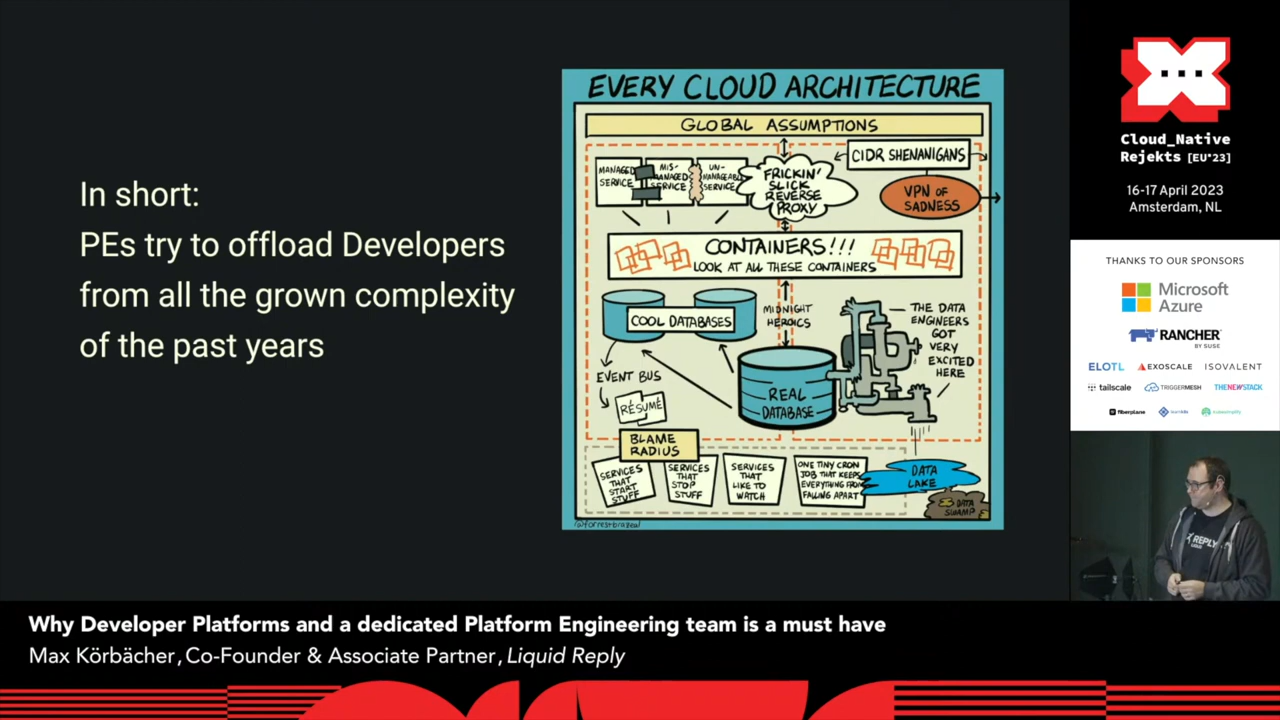 In short:
PEs try to offload Developers
from all the grown complexity
of the past years
EVERY CLOUD ARCHITECTURE
GLOBAL ASSUMPTIONS
MANAGED
SERVICE
MIS-
MANAGED
SERVICE
UN-
MANAGEABLE
SERVICE
FRICKIN'
SLICK
REVERSE
PROXY
CIDR SHENANIGANS
VPN OF
SADNESS
CONTAINERS!!!
LOOK AT ALL THESE CONTAINERS
COOL DATABASES
MIDNIGHT
HEROICS
THE DATA
ENGINEERS
GOT
VERY
EXCITED
HERE
EVENT BUS
RÉSUMÉ
REAL
DATABASE
BLAME
RADIUS
SERVICES
THAT
START
STUFF
SERVICES
THAT
STOP
STUFF
SERVICES
THAT
LIKE TO
WATCH
ONE TINY CRON
JOB THAT KEEPS
EVERYTHING FROM
FALLING APART
DATA
LAKE
DATA
SWAMP
@forrestbrazeal
Cloud_Native
Rejekts [EU'23]
16-17 April 2023
Amsterdam, NL
THANKS TO OUR SPONSORS
Microsoft
Azure
RANCHER
BY SUSE
ELOTL
EXOSCALE
ISOVALENT
tailscale
TRIGGERMESH
THENEWSTACK
fiberplane
REPLY
Why Developer Platforms and a dedicated Platform Engineering team is a must have
Max Körbächer, Co-Founder & Associate Partner, Liquid Reply